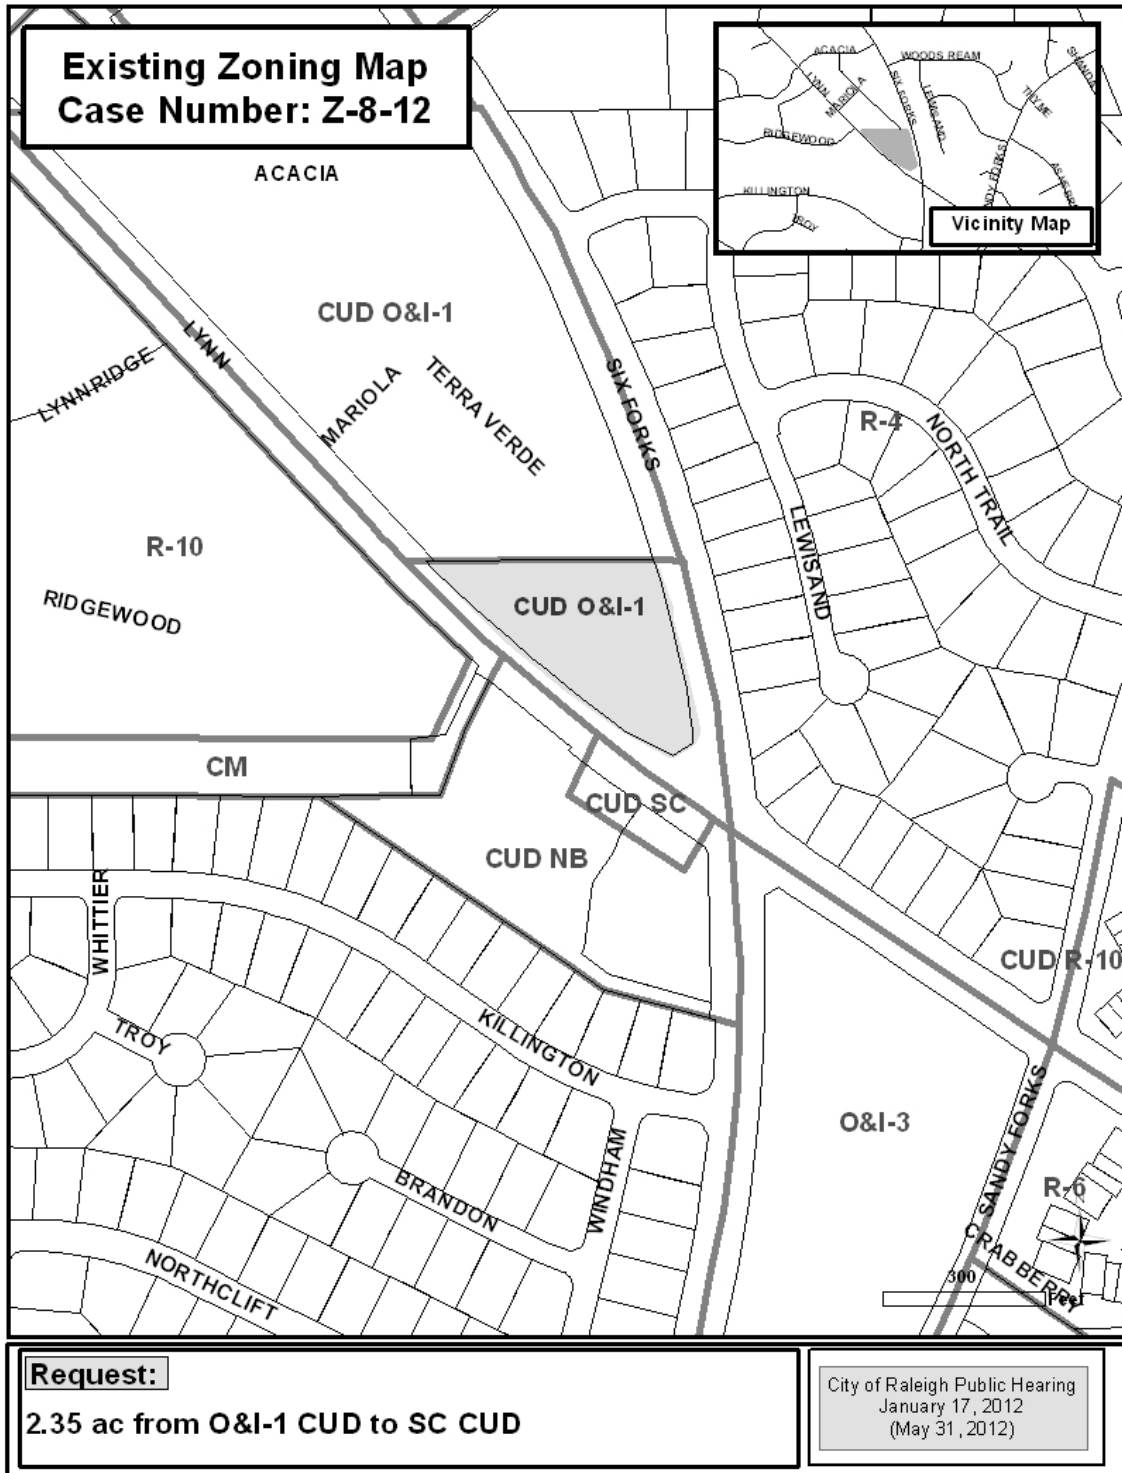 Existing Zoning Map
Case Number: Z-8-12
ACACIA
WOODS REAM
SHANDA
LYNN
MARIOLA
SIX FORKS
LEWISAND
THYME
RIDGEWOOD
KILLINGTON
TROY
NDY FORKS
Vicinity Map
ACACIA
CUD O&I-1
LYNN
LYNNRIDGE
MARIOLA
TERRA VERDE
SIX FORKS
R-4
NORTH TRAIL
LEWISAND
R-10
RIDGEWOOD
CUD O&I-1
CM
CUD SC
CUD NB
CUD R-10
WHITTIER
TROY
KILLINGTON
O&I-3
SANDY FORKS
WINDHAM
BRANDON
R-6
CRABBERRY
NORTHCLIFT
300
Feet
Request:
2.35 ac from O&I-1 CUD to SC CUD
City of Raleigh Public Hearing
January 17, 2012
(May 31, 2012)